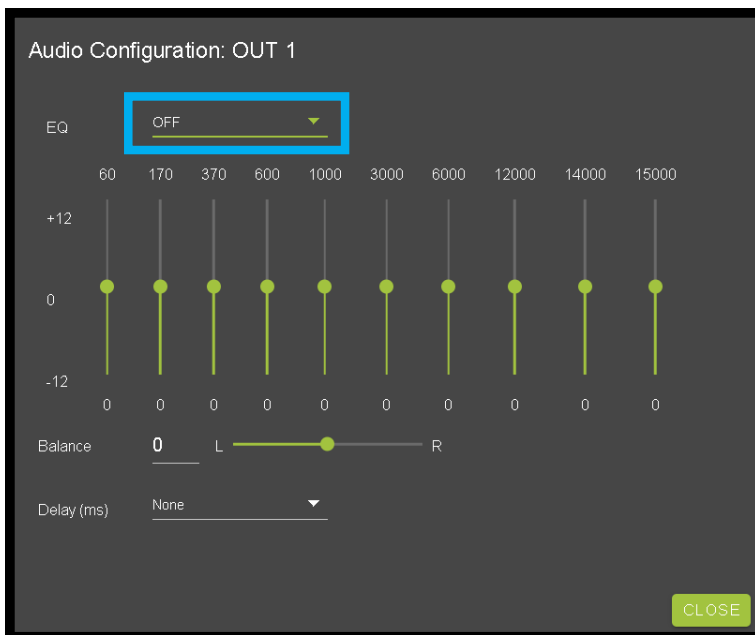 Audio Configuration: OUT 1
EQ OFF
60 170 370 600 1000 3000 6000 12000 14000 15000
+12
0
-12
0 0 0 0 0 0 0 0 0 0
Balance 0 L R
Delay (ms) None
CLOSE